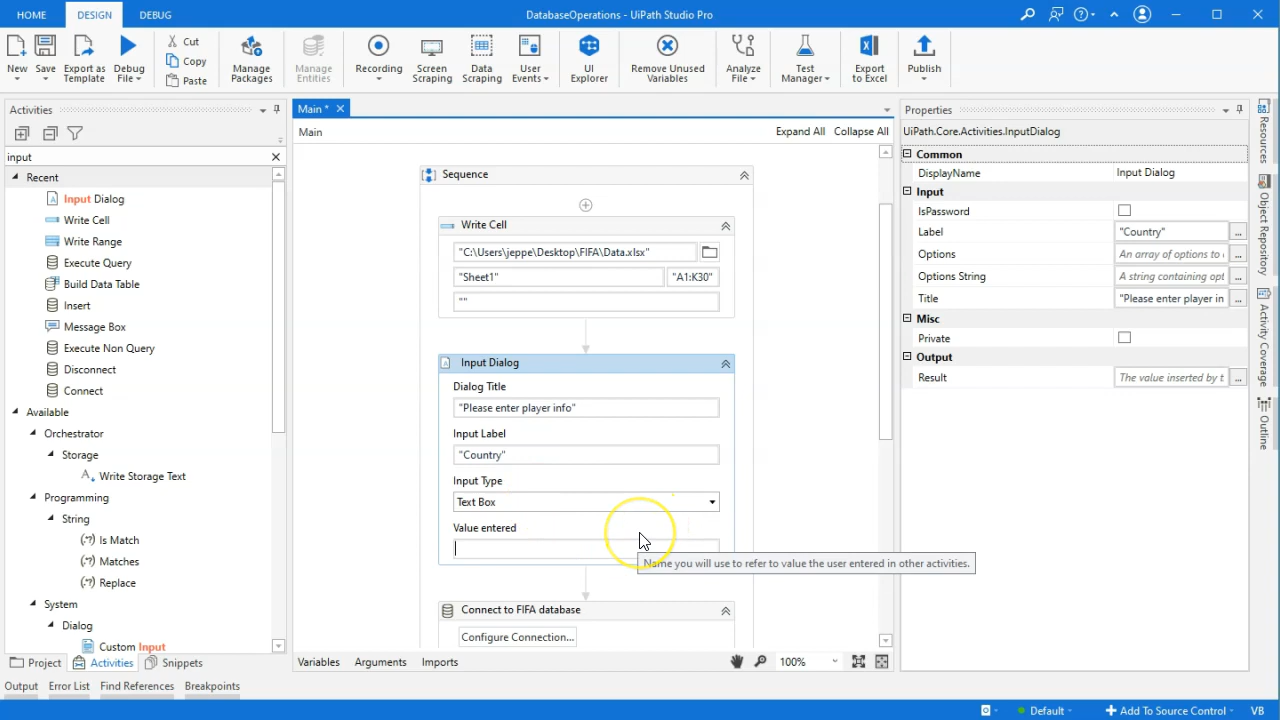 HOME DESIGN DEBUG DatabaseOperations - UiPath Studio Pro
New Save Export as Template Debug File Cut Copy Paste Manage Packages Manage Entities Recording Screen Scraping Data Scraping User Events UI Explorer Remove Unused Variables Analyze File Test Manager Export to Excel Publish
Activities
input
Recent
Input Dialog
Write Cell
Write Range
Execute Query
Build Data Table
Insert
Message Box
Execute Non Query
Disconnect
Connect
Available
Orchestrator
Storage
Write Storage Text
Programming
String
Is Match
Matches
Replace
System
Dialog
Custom Input
Project Activities Snippets
Main *
Main Expand All Collapse All
Sequence
Write Cell
"C:\Users\jeppe\Desktop\FIFA\Data.xlsx"
"Sheet1" "A1:K30"
""
Input Dialog
Dialog Title
"Please enter player info"
Input Label
"Country"
Input Type
Text Box
Value entered
Name you will use to refer to value the user entered in other activities.
Connect to FIFA database
Configure Connection...
Variables Arguments Imports 100%
Properties
UiPath.Core.Activities.InputDialog
Common
DisplayName Input Dialog
Input
IsPassword
Label "Country" ...
Options An array of options to ...
Options String A string containing opt ...
Title "Please enter player in ...
Misc
Private
Output
Result The value inserted by t ...
Resources
Object Repository
Activity Coverage
Outline
Output Error List Find References Breakpoints
Default Add To Source Control VB